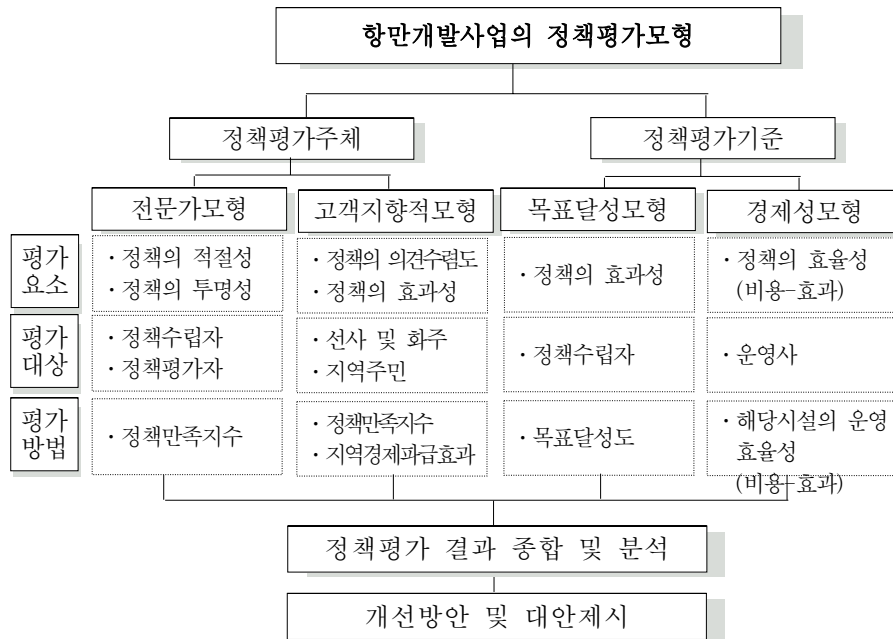 항만개발사업의 정책평가모형
정책평가주체
정책평가기준
전문가모형
고객지향적모형
목표달성모형
경제성모형
평가
요소
·정책의 적절성
·정책의 투명성
·정책의 의견수렴도
·정책의 효과성
·정책의 효과성
·정책의 효율성
(비용-효과)
평가
대상
·정책수립자
·정책평가자
·선사 및 화주
·지역주민
·정책수립자
·운영사
평가
방법
·정책만족지수
·정책만족지수
·지역경제파급효과
·목표달성도
·해당시설의 운영
효율성
(비용-효과)
정책평가 결과 종합 및 분석
개선방안 및 대안제시